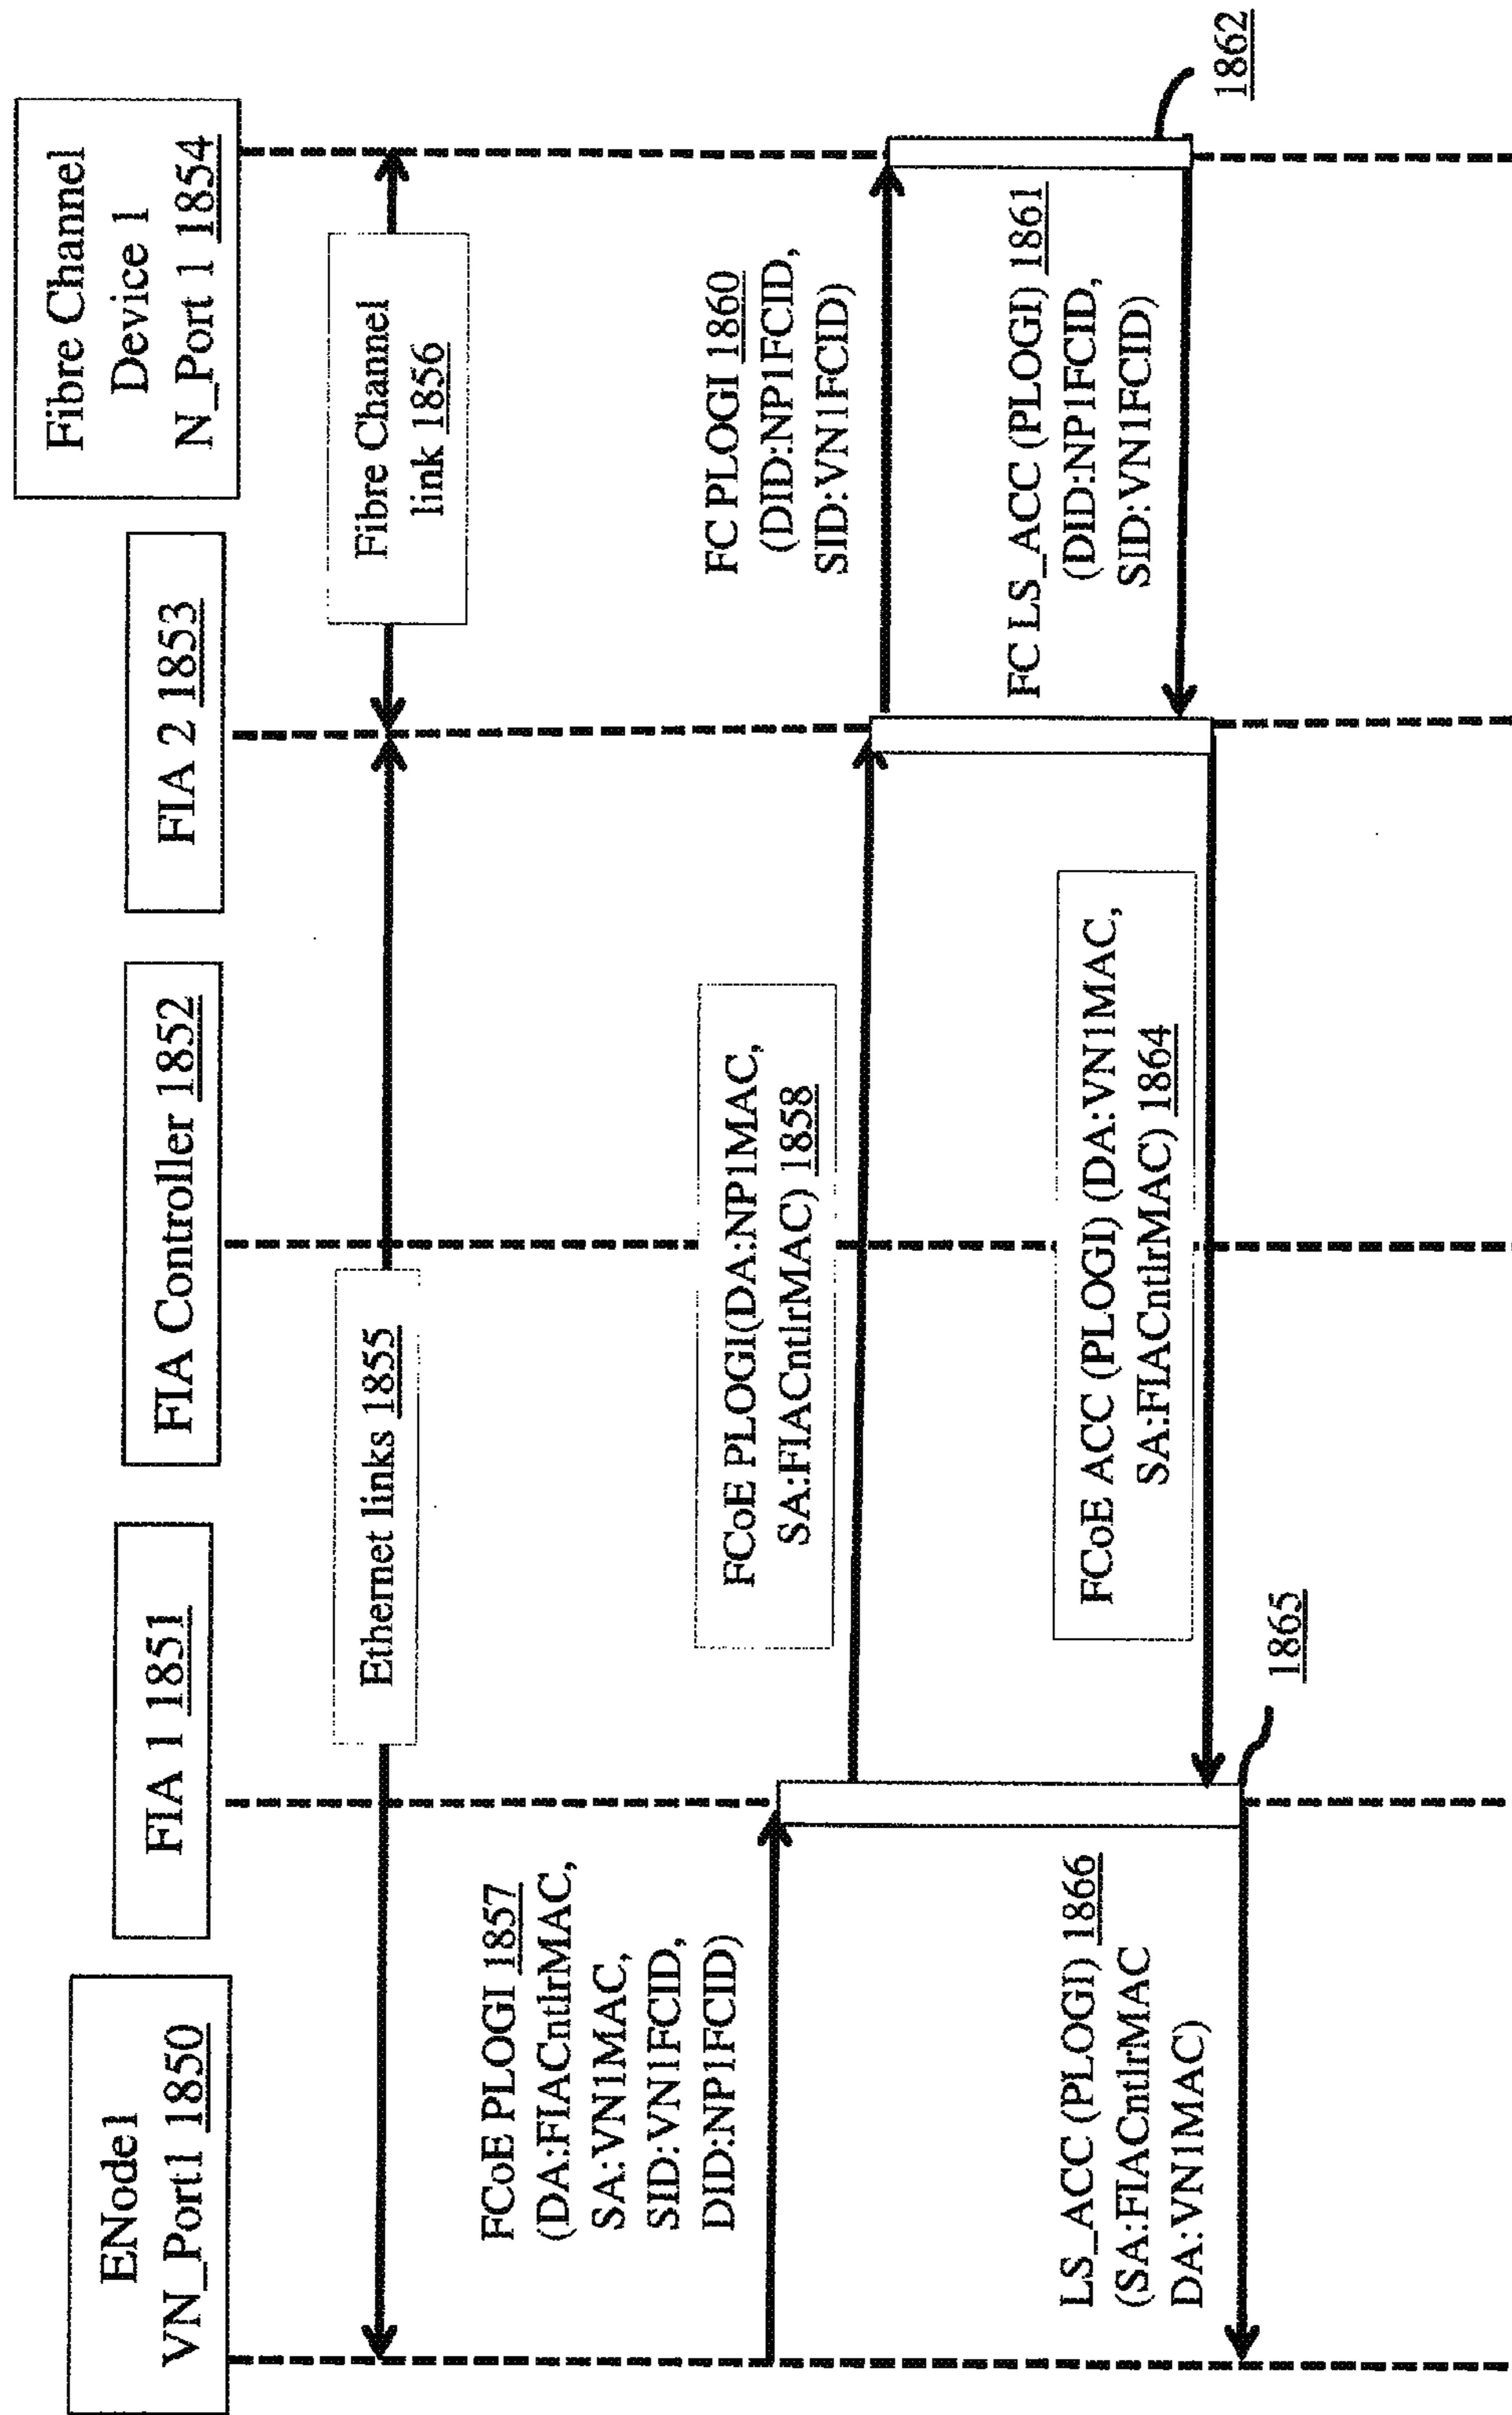 ENode1
VN_Port1 1850
FIA 1 1851
FIA Controller 1852
FIA 2 1853
Fibre Channel
Device 1
N_Port 1 1854
Ethernet links 1855
Fibre Channel
link 1856
FCoE PLOGI 1857
(DA:FIACntlrMAC,
SA:VN1MAC,
SID:VN1FCID,
DID:NP1FCID)
FCoE PLOGI(DA:NP1MAC,
SA:FIACntlrMAC) 1858
FC PLOGI 1860
(DID:NP1FCID,
SID:VN1FCID)
FC LS_ACC (PLOGI) 1861
(DID:NP1FCID,
SID:VN1FCID)
1862
FCoE ACC (PLOGI) (DA:VN1MAC,
SA:FIACntlrMAC) 1864
1865
LS_ACC (PLOGI) 1866
(SA:FIACntlrMAC
DA:VN1MAC)